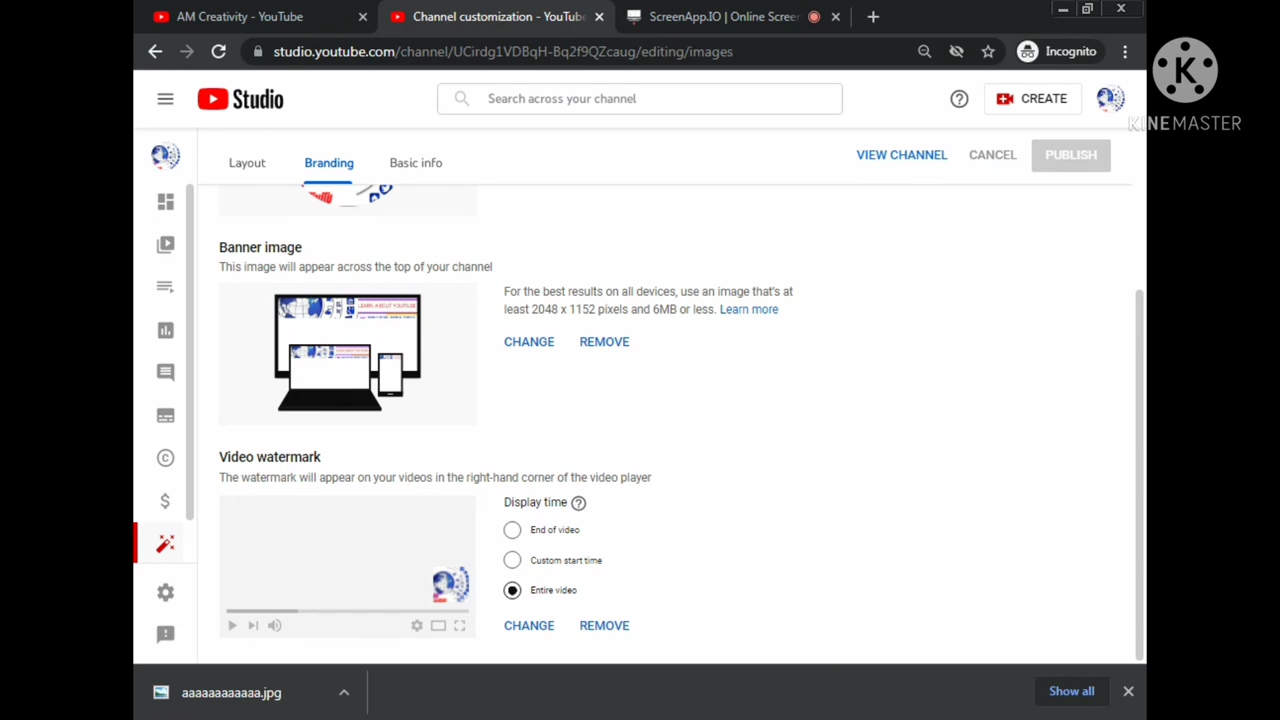 AM Creativity - YouTube
Channel customization - YouTube
ScreenApp.IO | Online Screen
studio.youtube.com/channel/UCirdg1VDBqH-Bq2f9QZcaug/editing/images
Incognito
K
KINEMASTER
Studio
Search across your channel
CREATE
Layout
Branding
Basic info
VIEW CHANNEL
CANCEL
PUBLISH
Banner image
This image will appear across the top of your channel
LEARN ABOUT YOUTUBE
For the best results on all devices, use an image that's at
least 2048 x 1152 pixels and 6MB or less. Learn more
CHANGE
REMOVE
Video watermark
The watermark will appear on your videos in the right-hand corner of the video player
Display time
End of video
Custom start time
Entire video
CHANGE
REMOVE
aaaaaaaaaaaa.jpg
Show all